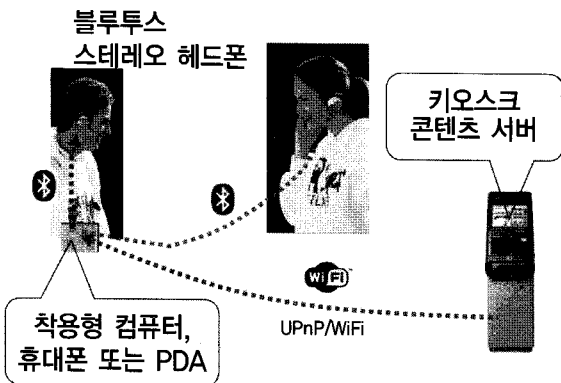 블루투스
스테레오 헤드폰
키오스크
콘텐츠 서버
WiFi
UPnP/WiFi
착용형 컴퓨터,
휴대폰 또는 PDA